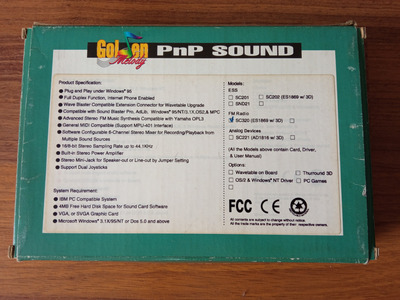 Golden Melody
PnP SOUND
Product Specification:
Plug and Play under Windows® 95
Full Duplex Function, Internet Phone Enabled
Wave Blaster Compatible Extension Connector for Wavetable Upgrade
Compatible with Sound Blaster Pro, AdLib, Windows® 95/NT/3.1X, OS2, & MPC
Advanced Stereo FM Music Synthesis Compatible with Yamaha OPL3
General MIDI Compatible (Support MPU-401 Interface)
Software Configurable 6-Channel Stereo Mixer for Recording/Playback from
Multiple Sound Sources
16/8-bit Stereo Sampling Rate up to 44.1KHz
Built-in Stereo Power Amplifier
Stereo Mini-Jack for Speaker-out or Line-out by Jumper Setting
Support Dual Joysticks
System Requirement:
IBM PC Compatible System
4MB Free Hard Disk Space for Sound Card Software
VGA, or SVGA Graphic Card
Microsoft Windows® 3.1X/95/NT or Dos 5.0 and above
Models:
ESS
SC201
SC202 (ES1869 w/ 3D)
SND21
FM Radio
SC320 (ES1869 w/ 3D)
Analog Devices
SC221 (AD1816 w/ 3D)
(All the Models above contain Card, Driver,
& User Manual)
Options:
Wavetable on Board
Thuround 3D
OS/2 & Windows® NT Driver
PC Games
FCC CE
All contents are subject to change without notices.
All the trade marks are the property of their respective owners.